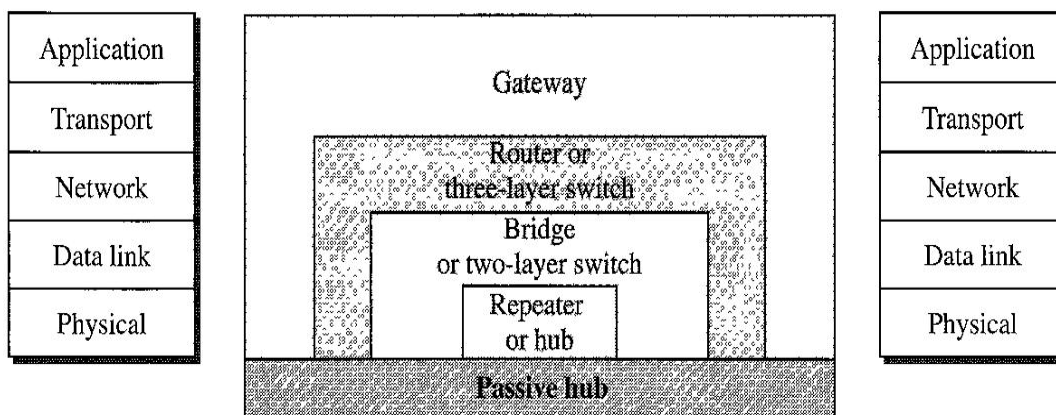 Application
Transport
Network
Data link
Physical
Gateway
Router or
three-layer switch
Bridge
or two-layer switch
Repeater
or hub
Passive hub
Application
Transport
Network
Data link
Physical